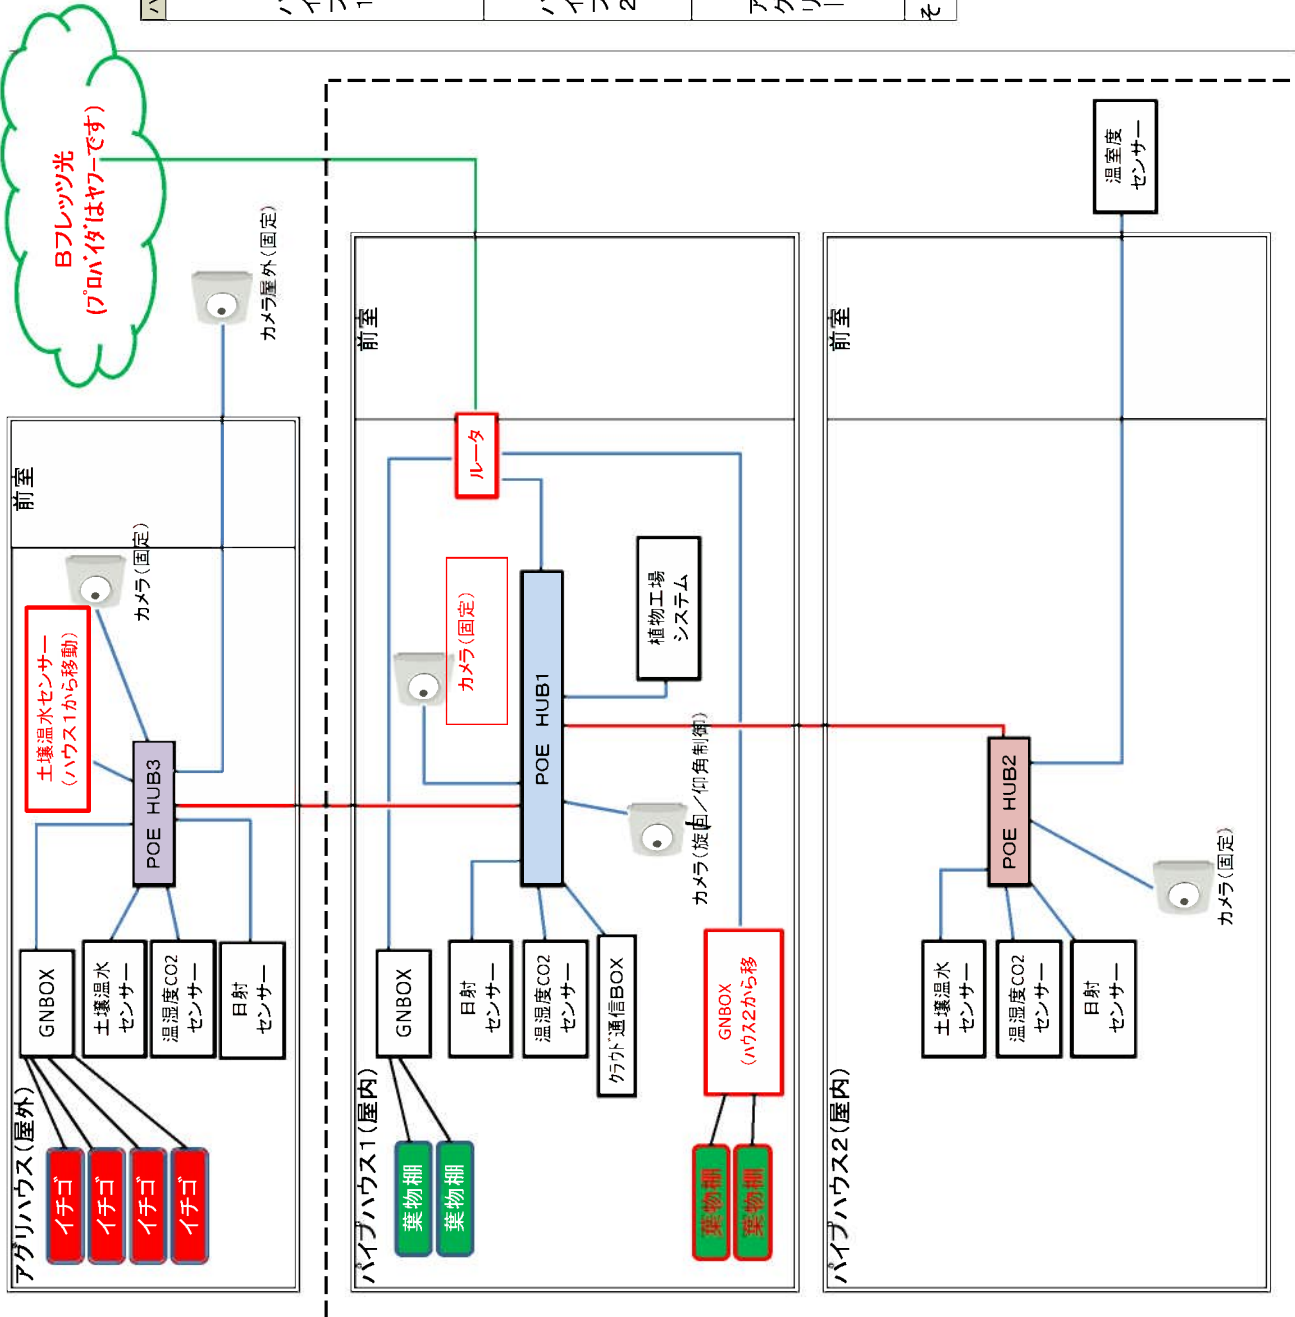 Bフレッツ光
(プロバイダはヤフーです)
カメラ屋外(固定)
アグリハウス(屋外)
前室
カメラ(固定)
土壌温水センサー
(ハウス1から移動)
POE HUB3
GNBOX
土壌温水
センサー
温湿度CO2
センサー
日射
センサー
イチゴ
イチゴ
イチゴ
イチゴ
パイプハウス1(屋内)
前室
ルータ
カメラ(固定)
POE HUB1
植物工場
システム
カメラ(旋回/仰角制御)
GNBOX
日射
センサー
温湿度CO2
センサー
クラウド通信BOX
GNBOX
(ハウス2から移
葉物棚
葉物棚
葉物棚
葉物棚
パイプハウス2(屋内)
前室
温室度
センサー
POE HUB2
カメラ(固定)
土壌温水
センサー
温湿度CO2
センサー
日射
センサー